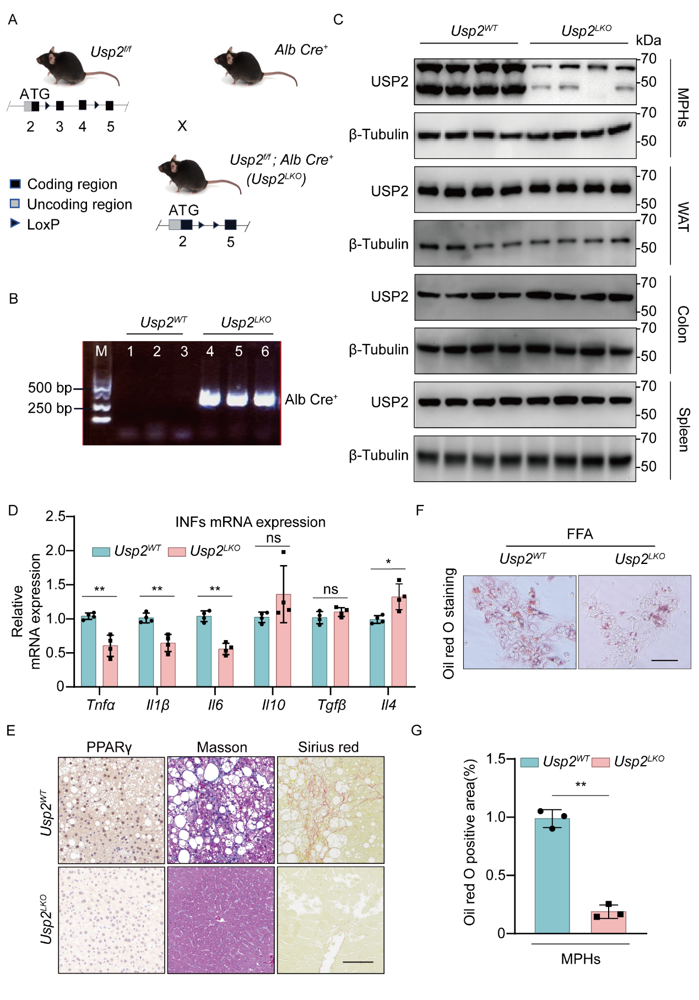 A
Usp2f/f
Alb Cre+
ATG
2 3 4 5
X
Usp2f/f; Alb Cre+
(Usp2LKO)
ATG
2 5
Coding region
Uncoding region
LoxP
B
Usp2WT Usp2LKO
M 1 2 3 4 5 6
500 bp
250 bp
Alb Cre+
C
Usp2WT Usp2LKO
kDa
USP2
70
50
β-Tubulin
70
50
MPHs
USP2
70
50
β-Tubulin
70
50
WAT
USP2
70
50
β-Tubulin
70
50
Colon
USP2
70
50
β-Tubulin
70
50
Spleen
D
INFs mRNA expression
Usp2WT Usp2LKO
Relative
mRNA expression
2.5
2.0
1.5
1.0
0.5
0
** ** ** ns ns *
Tnfα Il1β Il6 Il10 Tgfβ Il4
E
PPARγ Masson Sirius red
Usp2WT
Usp2LKO
F
FFA
Usp2WT Usp2LKO
Oil red O staining
G
Usp2WT Usp2LKO
Oil red O positive area(%)
1.5
1.0
0.5
0
**
MPHs